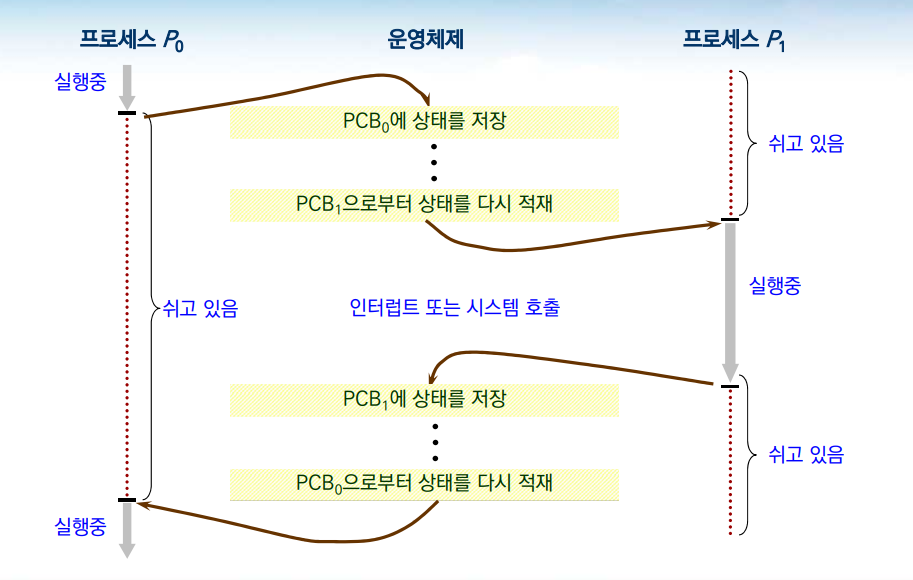 프로세스 P0
운영체제
프로세스 P1
실행중
PCB0에 상태를 저장
쉬고 있음
PCB1으로부터 상태를 다시 적재
실행중
쉬고 있음
인터럽트 또는 시스템 호출
PCB1에 상태를 저장
쉬고 있음
PCB0으로부터 상태를 다시 적재
실행중